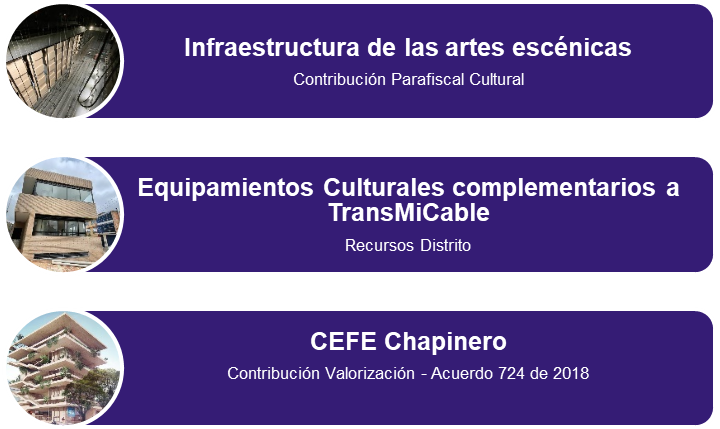 Infraestructura de las artes escénicas
Contribución Parafiscal Cultural
Equipamientos Culturales complementarios a
TransMiCable
Recursos Distrito
CEFE Chapinero
Contribución Valorización - Acuerdo 724 de 2018